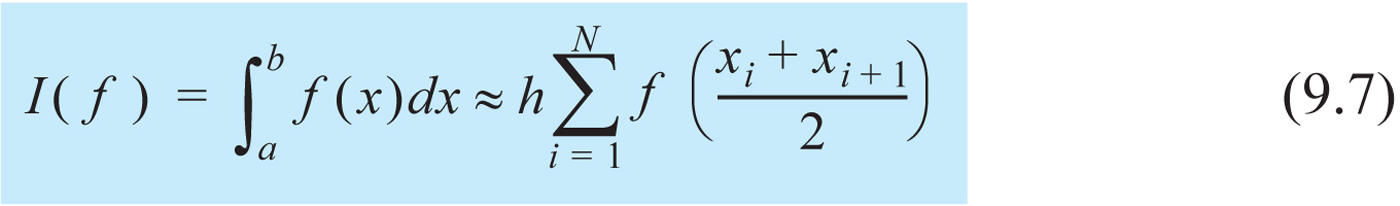 I(f) = ∫_a^b f(x)dx ≈ h ∑_{i = 1}^{N} f ((x_i + x_{i+1})/2) (9.7)